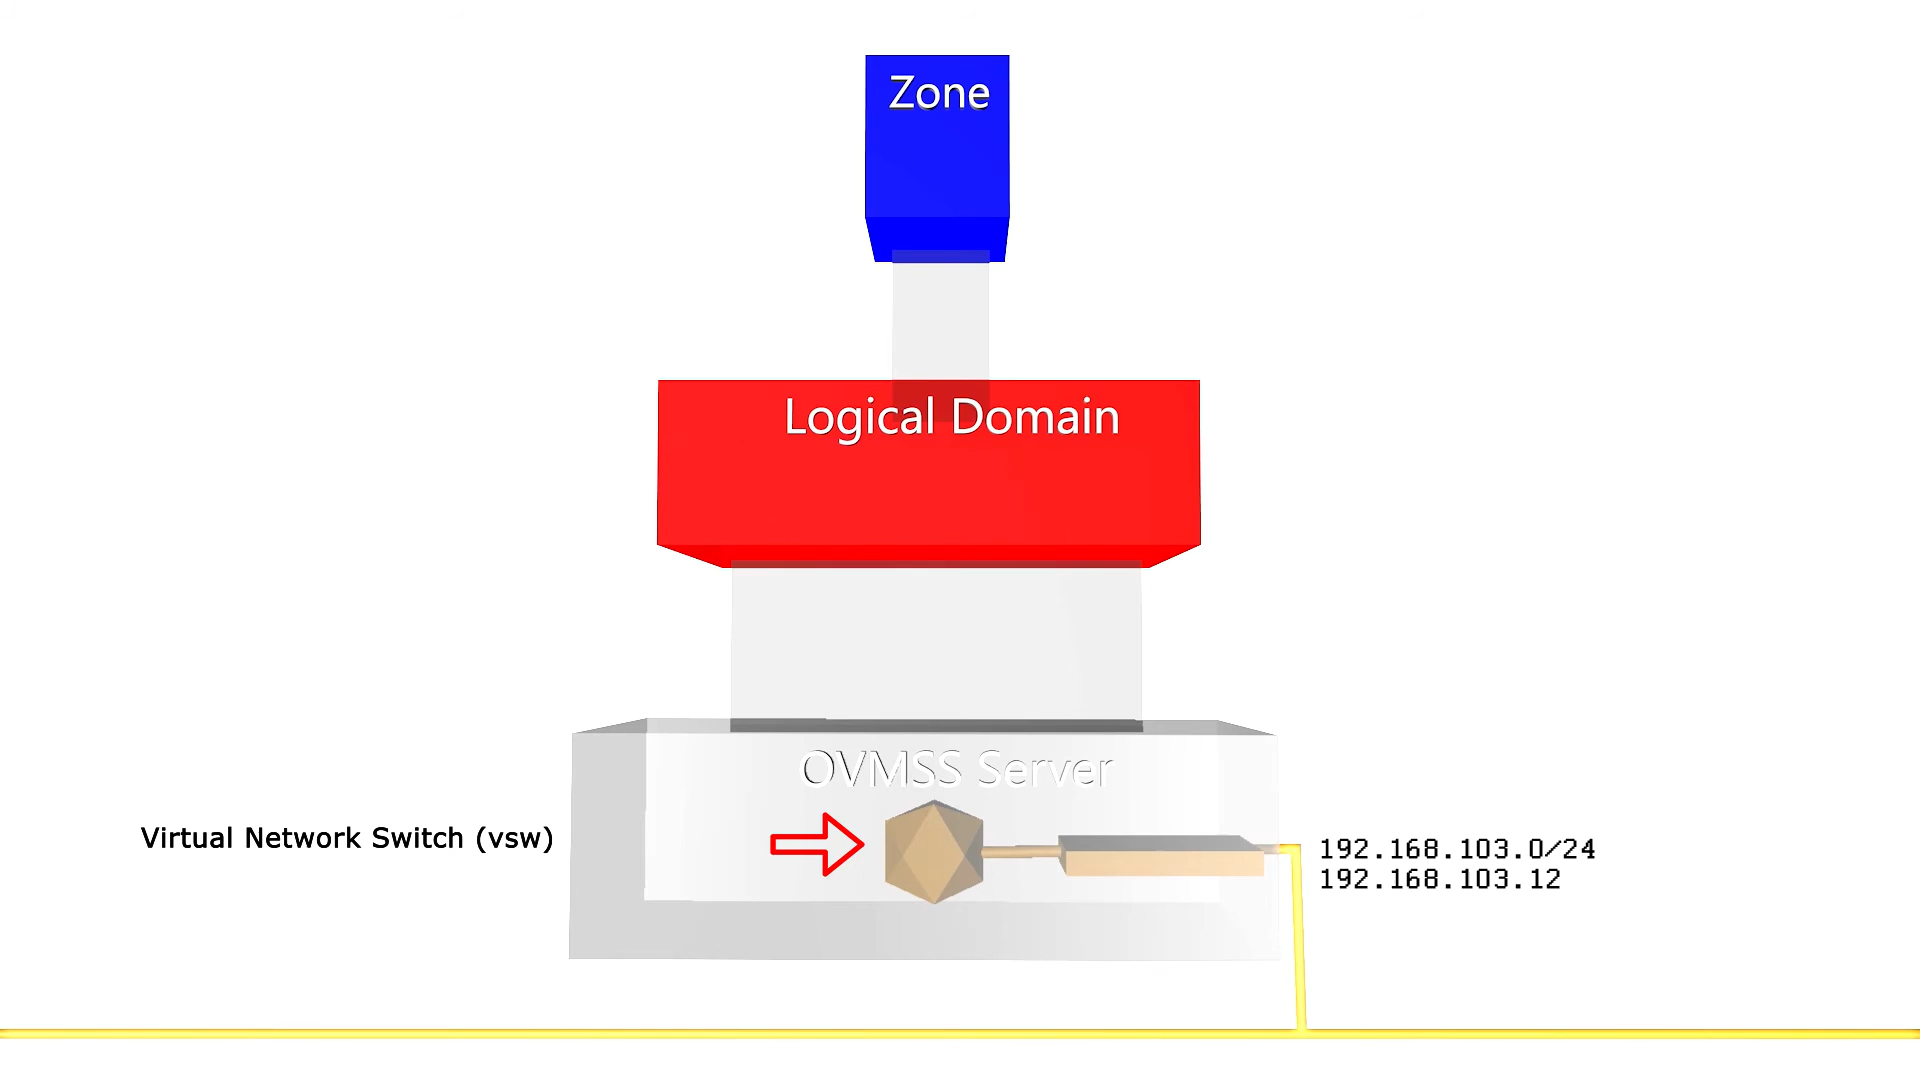 Zone
Logical Domain
OVMSS Server
Virtual Network Switch (vsw)
192.168.103.0/24
192.168.103.12